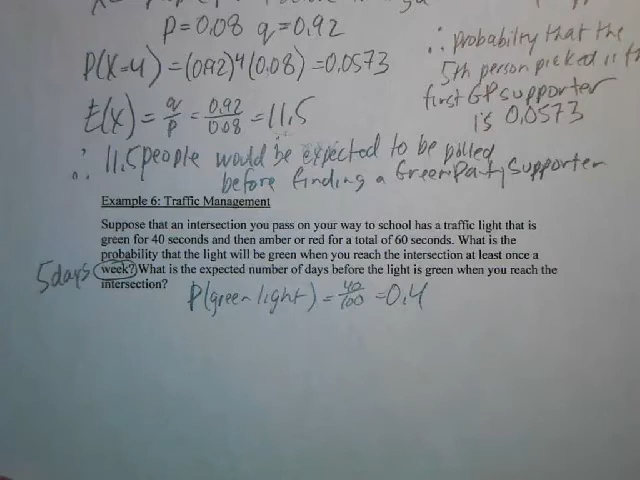 P=0.08 q=0.92
P(X=4) = (0.92)⁴(0.08) = 0.0573
∴ probability that the
5th person picked is th
first GP supporter
is 0.0573
E(x) = q/p = 0.92/0.08 = 11.5
∴ 11.5 people would be expected to be polled
before finding a Green Party supporter
Example 6: Traffic Management
Suppose that an intersection you pass on your way to school has a traffic light that is
green for 40 seconds and then amber or red for a total of 60 seconds. What is the
probability that the light will be green when you reach the intersection at least once a
5 days week? What is the expected number of days before the light is green when you reach the
intersection?
P(green light) = 40/100 = 0.4